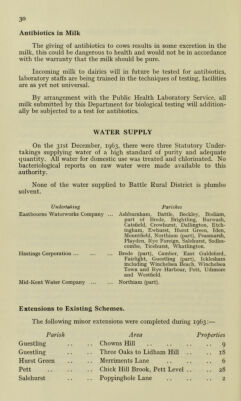 30
Antibiotics in Milk
The giving of antibiotics to cows results in some excretion in the
milk, this could be dangerous to health and would not be in accordance
with the warranty that the milk should be pure.
Incoming milk to dairies will in future be tested for antibiotics,
laboratory staffs are being trained in the techniques of testing, facilities
are as yet not universal.
By arrangement with the Public Health Laboratory Service, all
milk submitted by this Department for biological testing will addition-
ally be subjected to a test for antibiotics.
WATER SUPPLY
On the 31st December, 1963, there were three Statutory Under-
takings supplying water of a high standard of purity and adequate
quantity. All water for domestic use was treated and chlorinated. No
bacteriological reports on raw water were made available to this
authority.
None of the water supplied to Battle Rural District is plumbo
solvent.
Undertaking Parishes
Eastbourne Waterworks Company ... Ashburnham, Battle, Beckley, Bodiam,
part of Brede, Brightling, Burwash,
Catsfield, Crowhurst, Dallington, Etch-
ingham, Ewhurst, Hurst Green, Iden,
Mountfield, Northiam (part), Peasmarsh,
Playden, Rye Foreign, Salehurst, Sedles-
combe, Ticehurst, Whatlington.
Hastings Corporation ... ... ... Brede (part), Camber, East Guldeford,
Fairlight, Guestling (part), Icklesham
including Winchelsea Beach, Winchelsea
Town and Rye Harbour, Pett, Udimore
and Westfield.
Mid-Kent Water Company ... Northiam (part).
Extensions to Existing Schemes.
The following minor extensions were completed during 1963:—
Parish Area Properties
Guestling .. .. Chowns Hill .. .. .. 9
Guestling .. .. Three Oaks to Lidham Hill .. .. 18
Hurst Green .. .. Merriments Lane .. .. 6
Pett .. .. Chick Hill Brook, Pett Level .. .. 28
Salehurst .. .. Poppinghole Lane .. .. 2